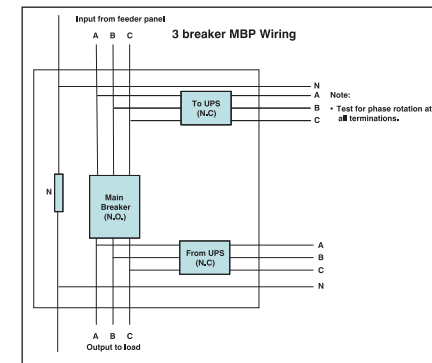 Input from feeder panel
3 breaker MBP Wiring
A B C
N
A Note:
To UPS
(N.C)
B • Test for phase rotation at
all terminations.
C
N
Main
Breaker
(N.O.)
A
From UPS
(N.C)
B
C
N
A B C
Output to load